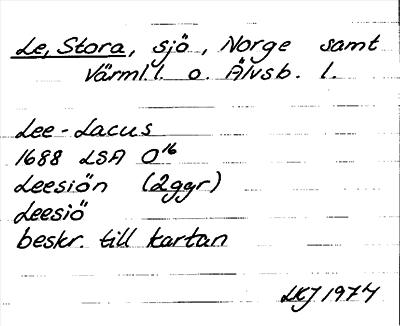 Le, Stora, sjö, Norge samt
Värml. l. o. Älvsb. l.
Lee-Lacus
1688 LSA O16
Leesiön (2ggr)
Leesiö
beskr. till kartan
LKJ 1974